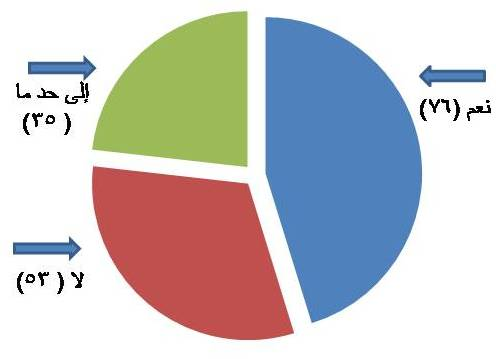 إلى حد ما
( ٣٥)
نعم (٧٦)
لا ( ٥٣)